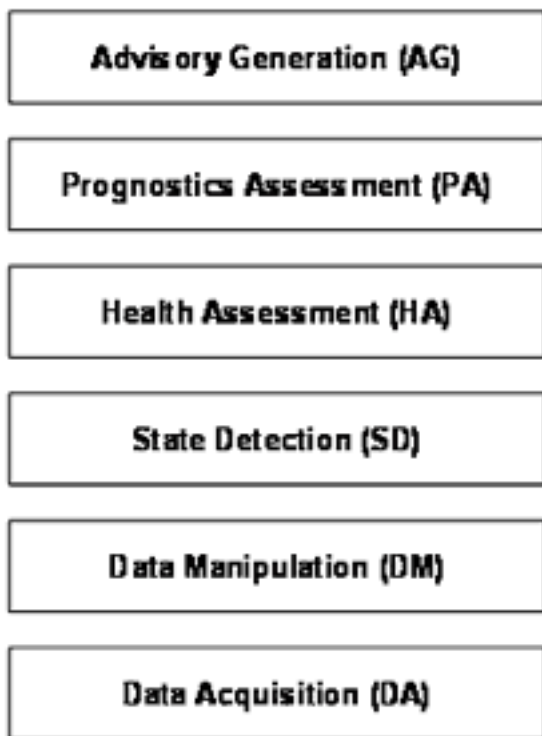 Advisory Generation (AG)
Prognostics Assessment (PA)
Health Assessment (HA)
State Detection (SD)
Data Manipulation (DM)
Data Acquisition (DA)